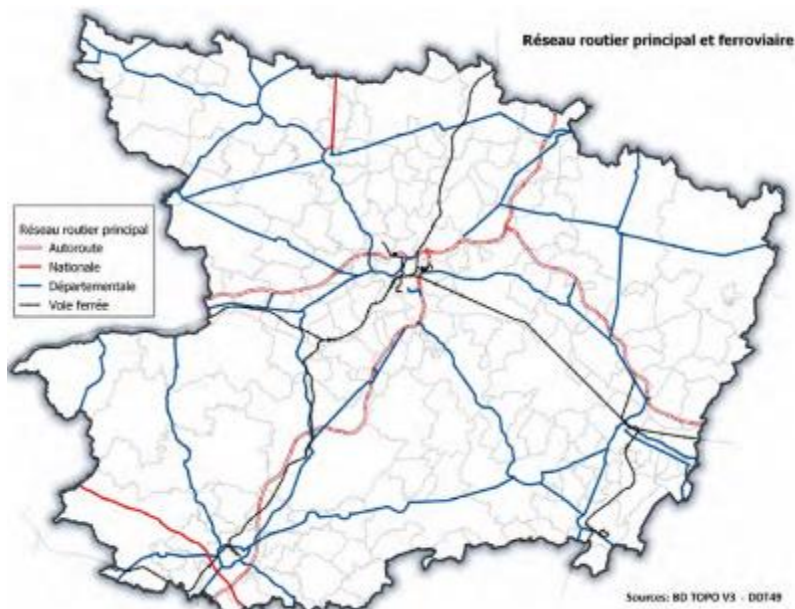 Réseau routier principal et ferroviaire
Réseau routier principal
Autoroute
Nationale
Départementale
Voie ferrée
Sources: BD TOPO V3 - DDT49